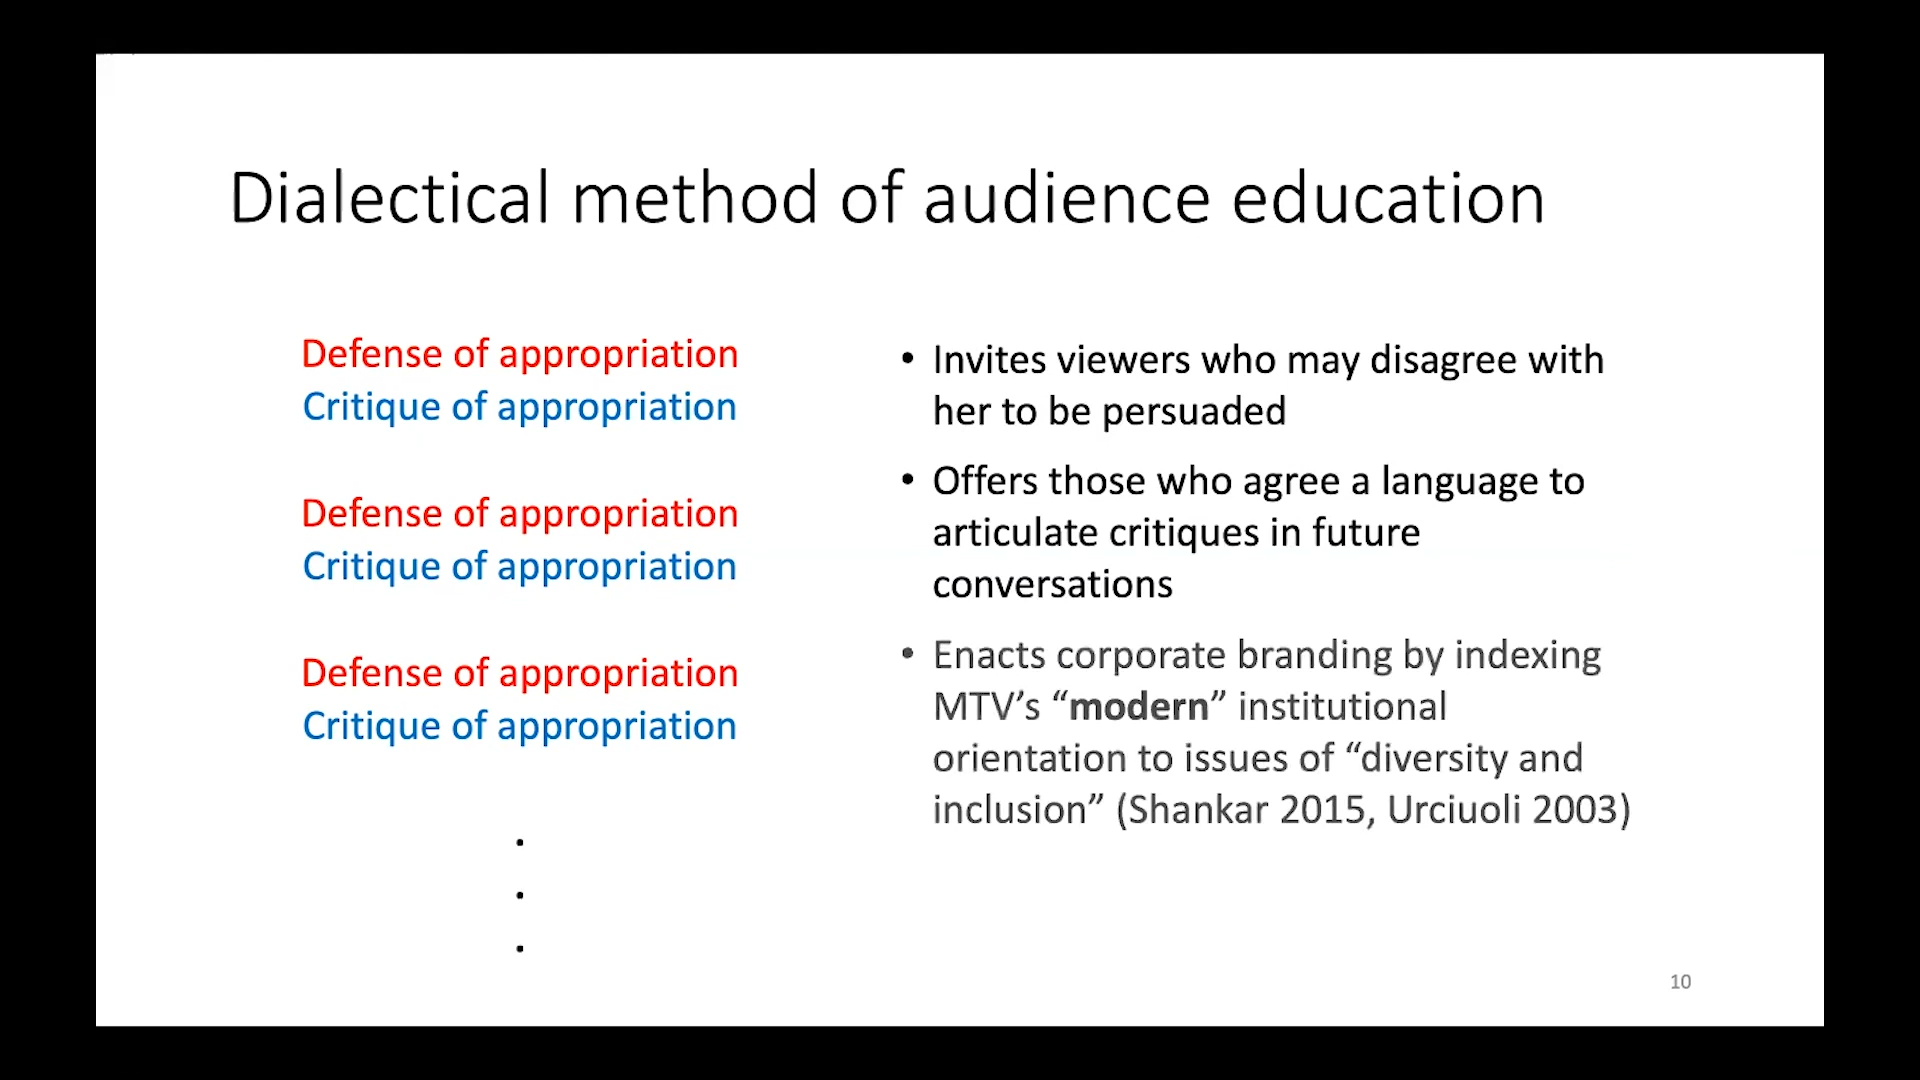 Dialectical method of audience education
Defense of appropriation
Critique of appropriation
Defense of appropriation
Critique of appropriation
Defense of appropriation
Critique of appropriation
.
.
.
• Invites viewers who may disagree with
her to be persuaded
• Offers those who agree a language to
articulate critiques in future
conversations
• Enacts corporate branding by indexing
MTV’s “modern” institutional
orientation to issues of “diversity and
inclusion” (Shankar 2015, Urciuoli 2003)
10